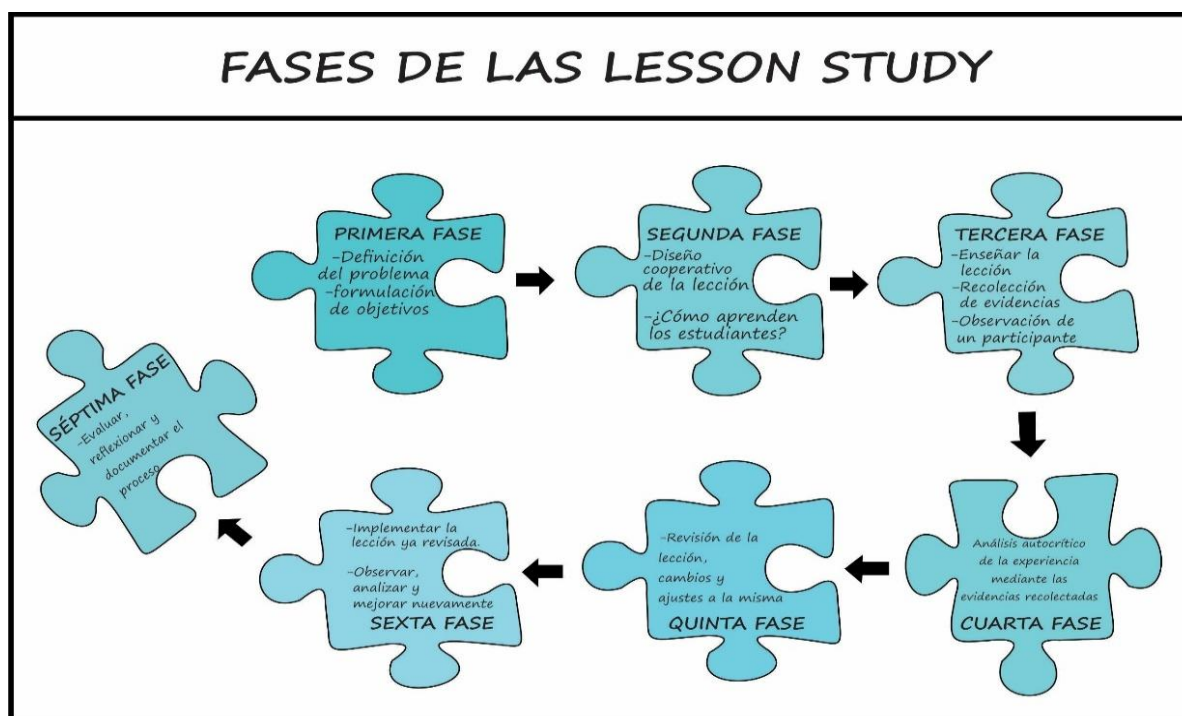 FASES DE LAS LESSON STUDY
PRIMERA FASE
-Definición
del problema
-formulación
de objetivos
SEGUNDA FASE
-Diseño
cooperativo
de la lección
-¿Cómo aprenden
los estudiantes?
TERCERA FASE
-Enseñar la
lección
-Recolección
de evidencias
-Observación de
un participante
Análisis autocrítico
de la experiencia
mediante las
evidencias recolectadas
CUARTA FASE
-Revisión de la
lección,
cambios y
ajustes a la misma
QUINTA FASE
-Implementar la
lección ya revisada.
-Observar,
analizar y
mejorar nuevamente
SEXTA FASE
SÉPTIMA FASE
-Evaluar,
reflexionar y
documentar el
proceso